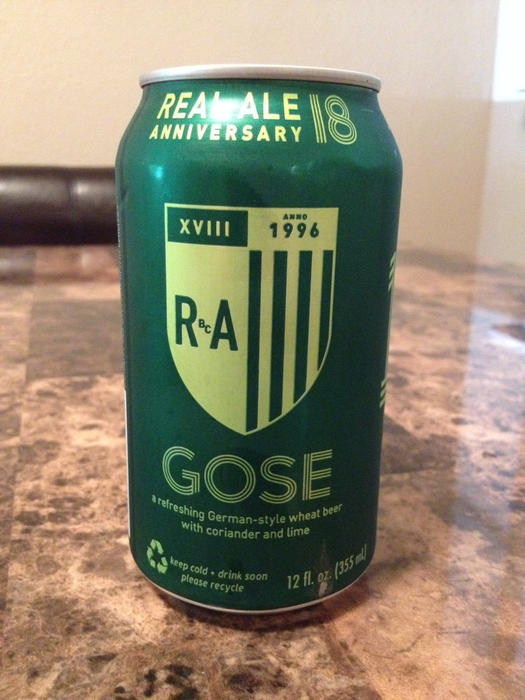 REAL ALE
ANNIVERSARY 18
XVIII
ANNO
1996
R BC A
GOSE
a refreshing German-style wheat beer
with coriander and lime
keep cold • drink soon
please recycle
12 fl. oz. (355 mL)